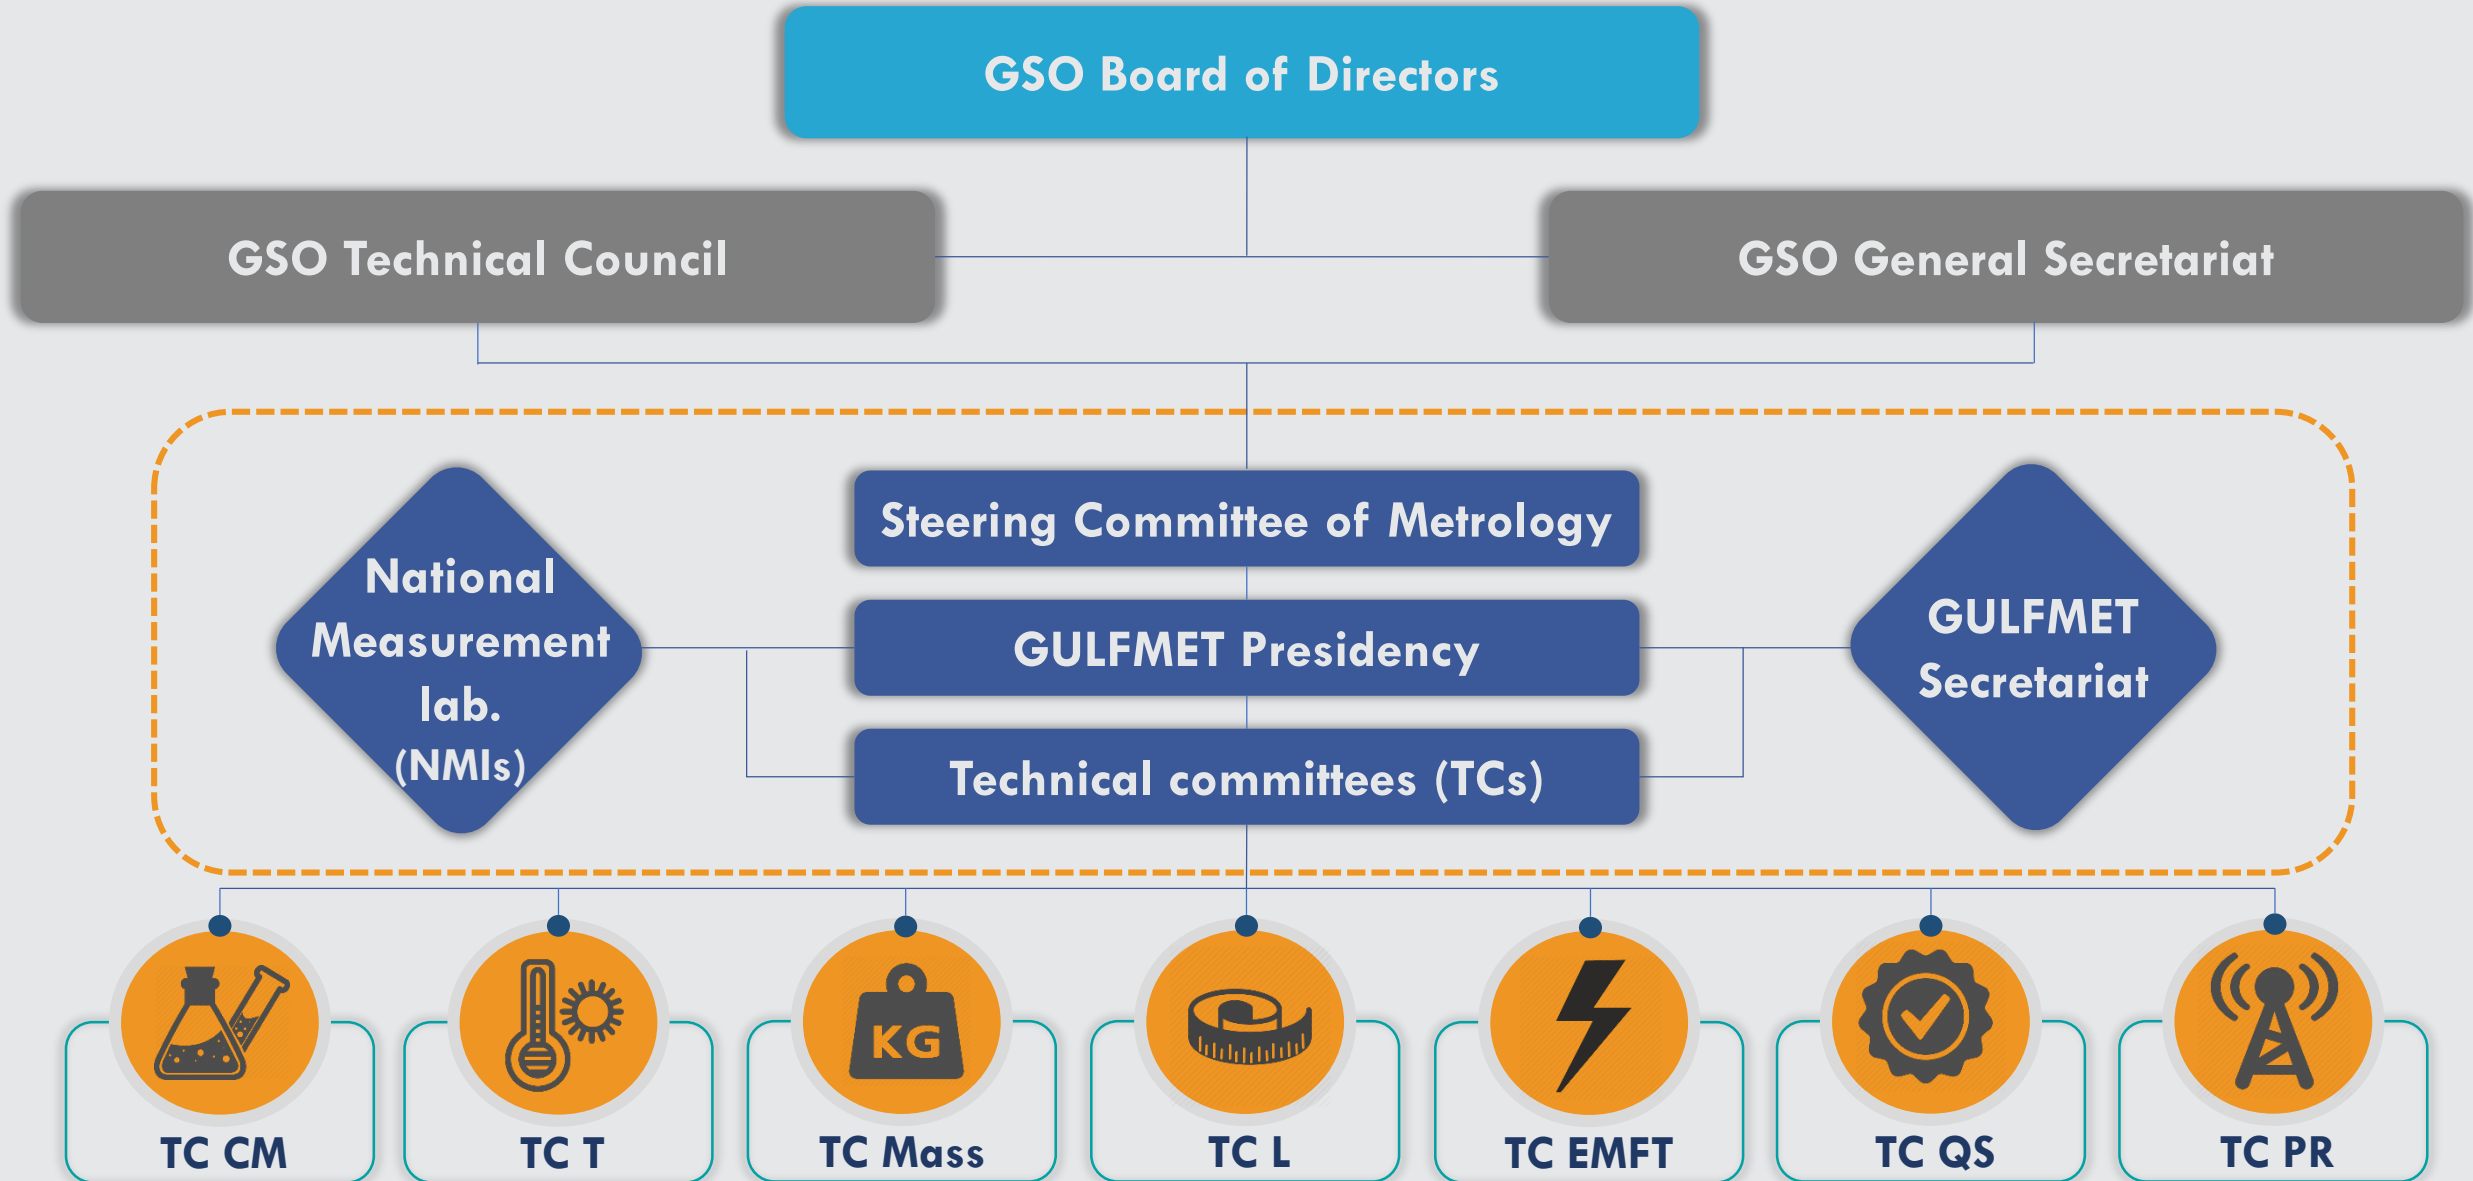 GSO Board of Directors
GSO Technical Council
GSO General Secretariat
Steering Committee of Metrology
National
Measurement
lab.
(NMIs)
GULFMET Presidency
GULFMET
Secretariat
Technical committees (TCs)
KG
TC CM
TC T
TC Mass
TC L
TC EMFT
TC QS
TC PR